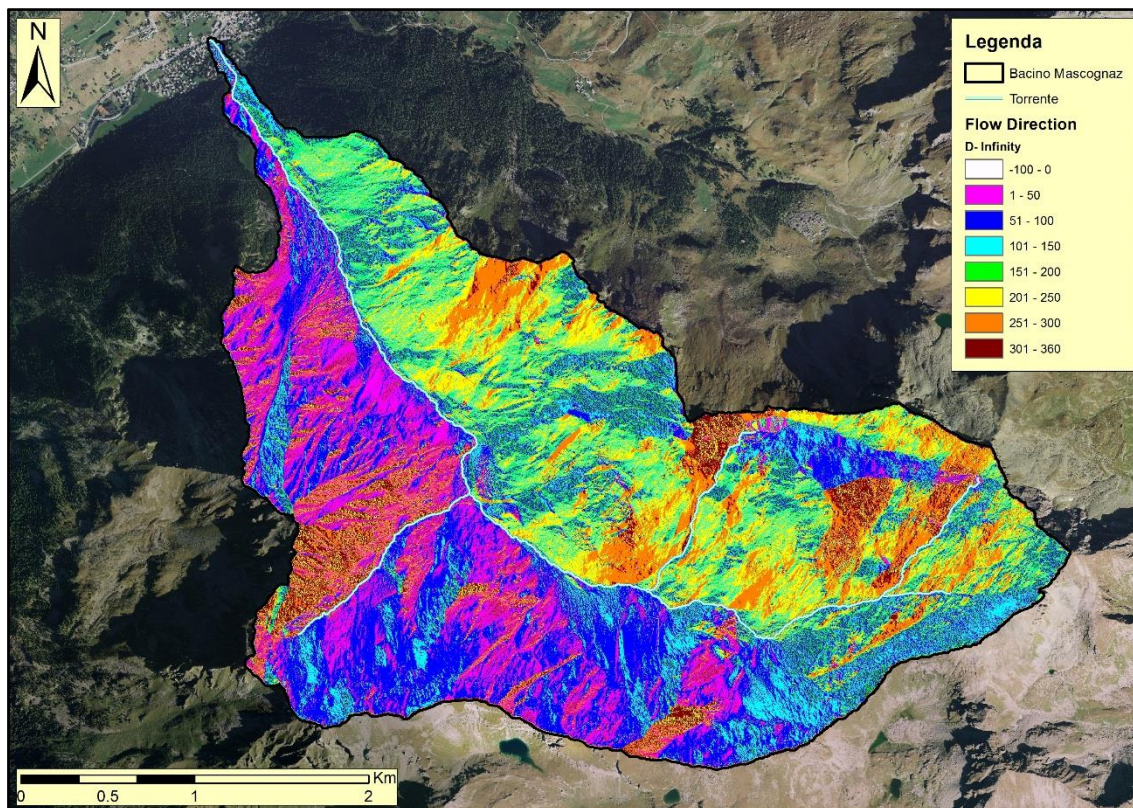 N
Legenda
Bacino Mascognaz
Torrente
Flow Direction
D- Infinity
-100 - 0
1 - 50
51 - 100
101 - 150
151 - 200
201 - 250
251 - 300
301 - 360
Km
0 0.5 1 2